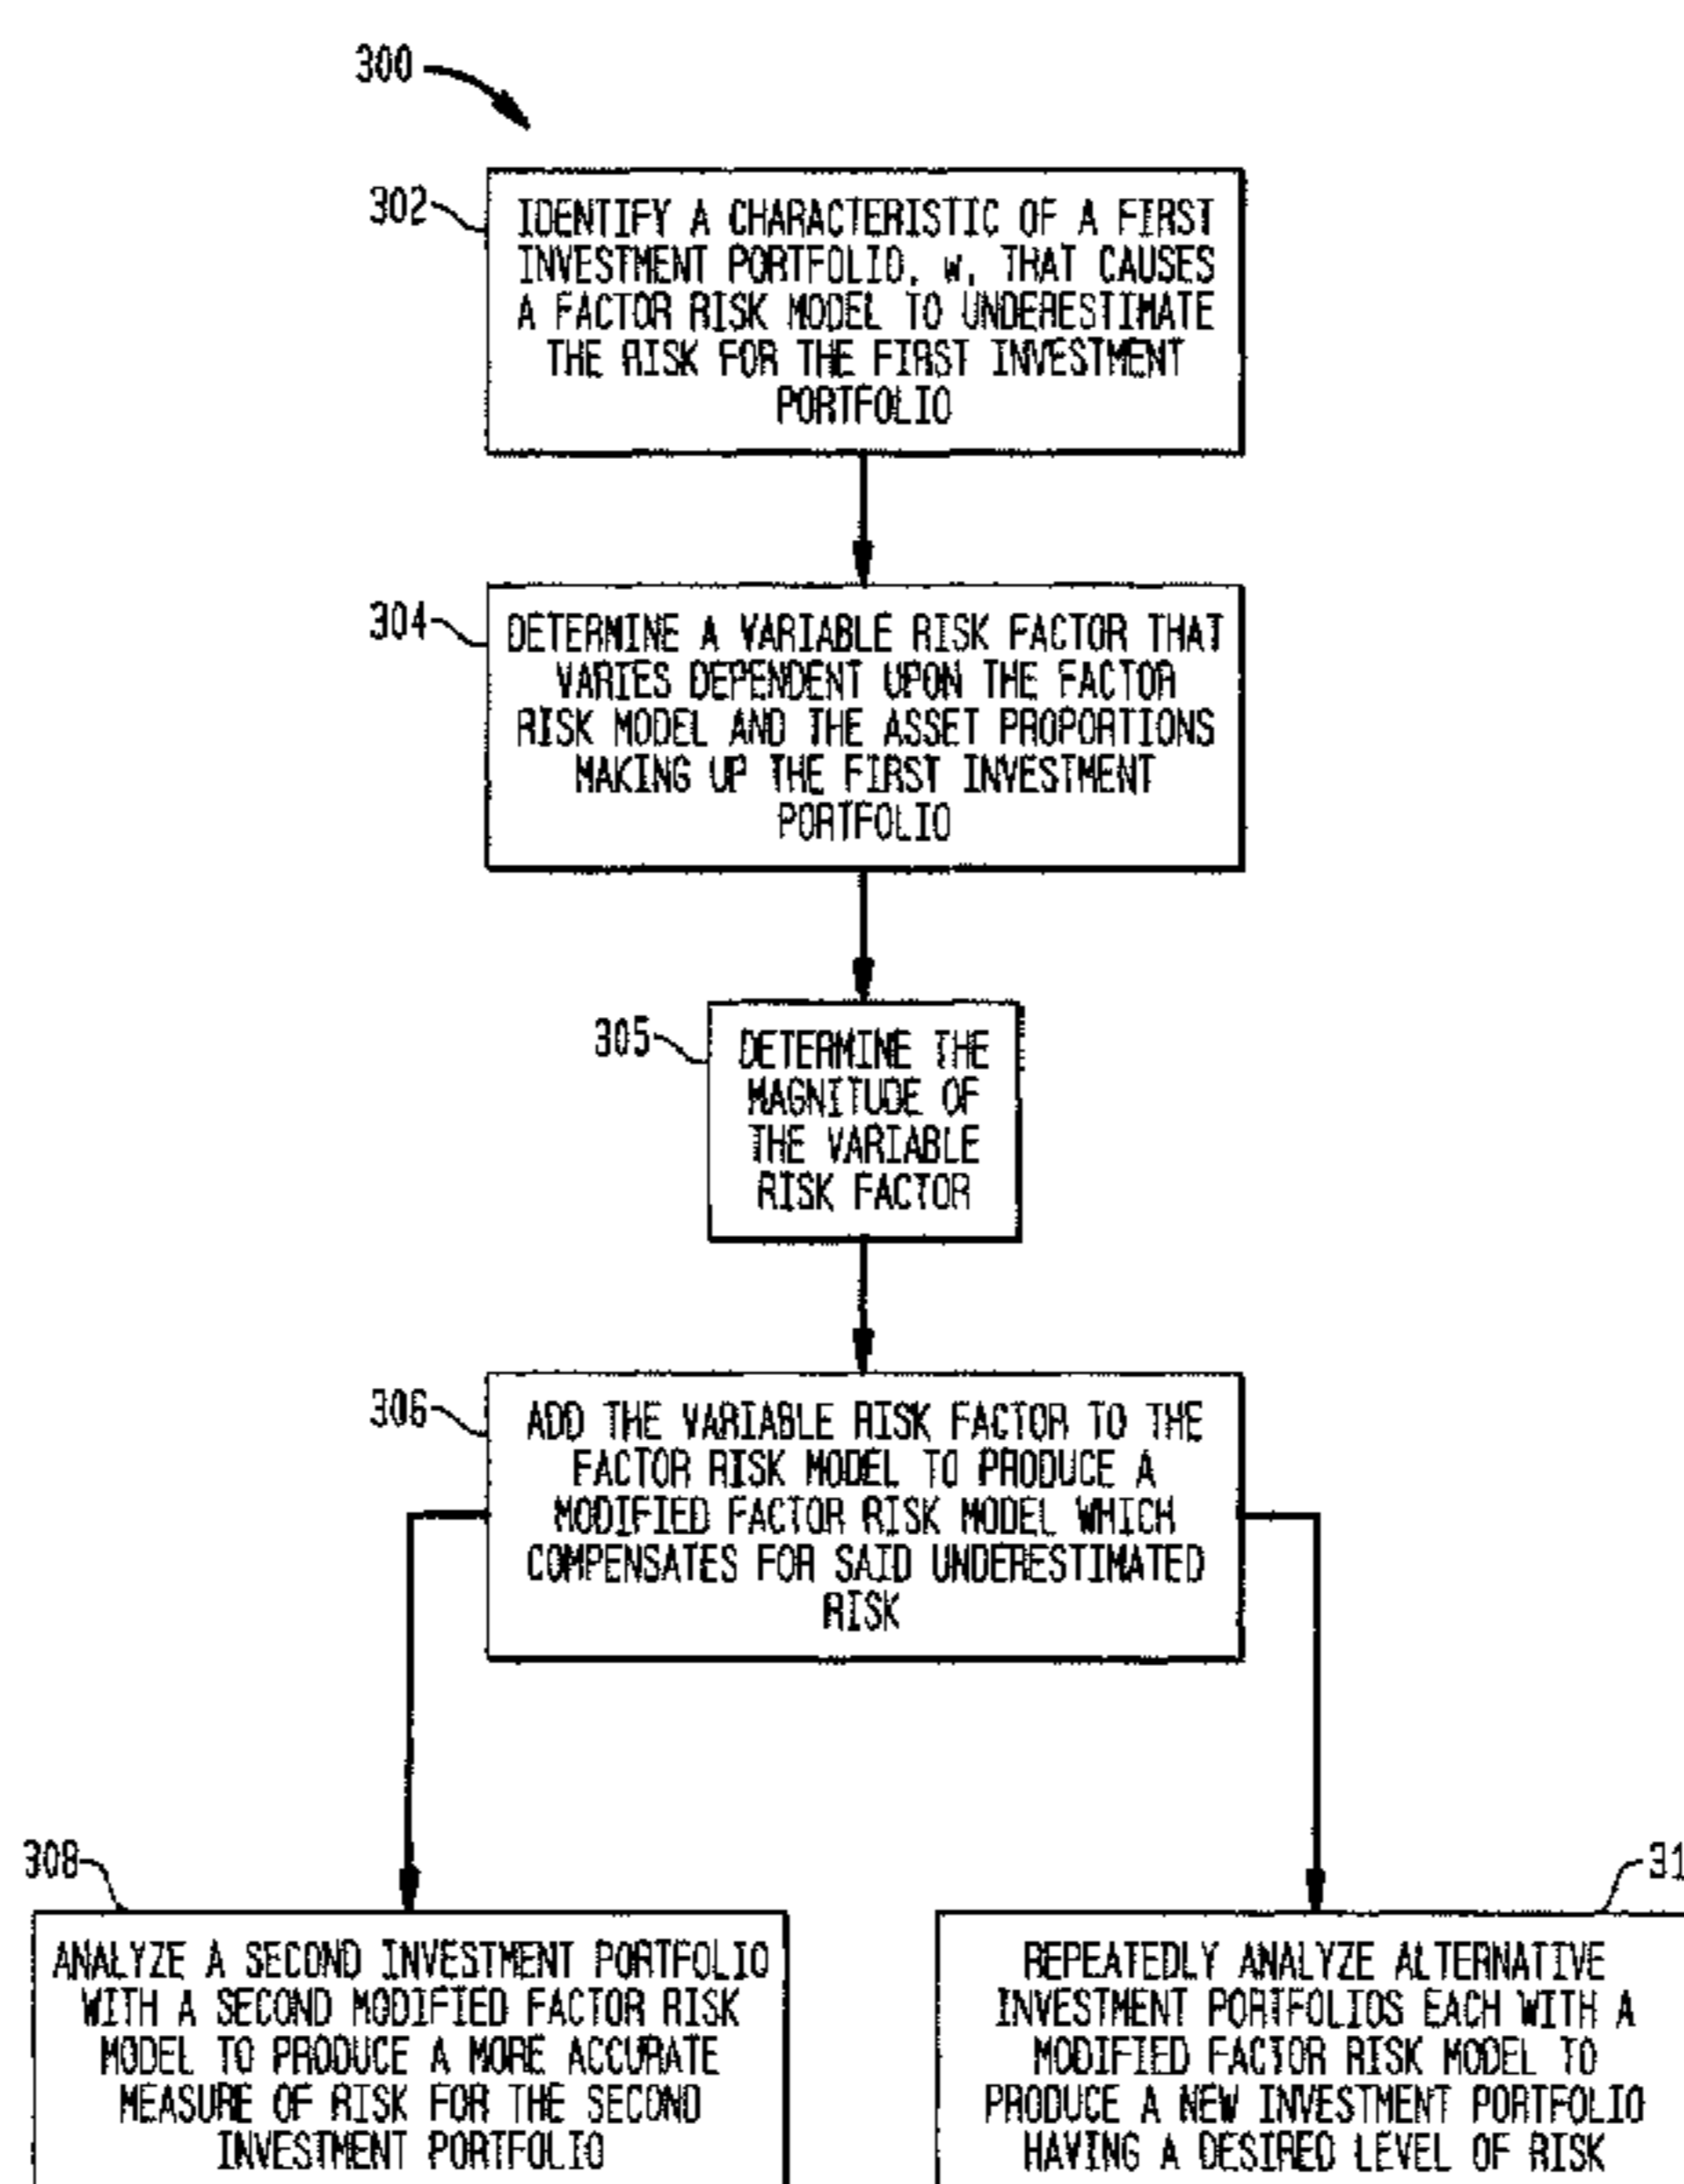 300
302
IDENTIFY A CHARACTERISTIC OF A FIRST
INVESTMENT PORTFOLIO, w, THAT CAUSES
A FACTOR RISK MODEL TO UNDERESTIMATE
THE RISK FOR THE FIRST INVESTMENT
PORTFOLIO
304
DETERMINE A VARIABLE RISK FACTOR THAT
VARIES DEPENDENT UPON THE FACTOR
RISK MODEL AND THE ASSET PROPORTIONS
MAKING UP THE FIRST INVESTMENT
PORTFOLIO
305
DETERMINE THE
MAGNITUDE OF
THE VARIABLE
RISK FACTOR
306
ADD THE VARIABLE RISK FACTOR TO THE
FACTOR RISK MODEL TO PRODUCE A
MODIFIED FACTOR RISK MODEL WHICH
COMPENSATES FOR SAID UNDERESTIMATED
RISK
308
ANALYZE A SECOND INVESTMENT PORTFOLIO
WITH A SECOND MODIFIED FACTOR RISK
MODEL TO PRODUCE A MORE ACCURATE
MEASURE OF RISK FOR THE SECOND
INVESTMENT PORTFOLIO
31
REPEATEDLY ANALYZE ALTERNATIVE
INVESTMENT PORTFOLIOS EACH WITH A
MODIFIED FACTOR RISK MODEL TO
PRODUCE A NEW INVESTMENT PORTFOLIO
HAVING A DESIRED LEVEL OF RISK